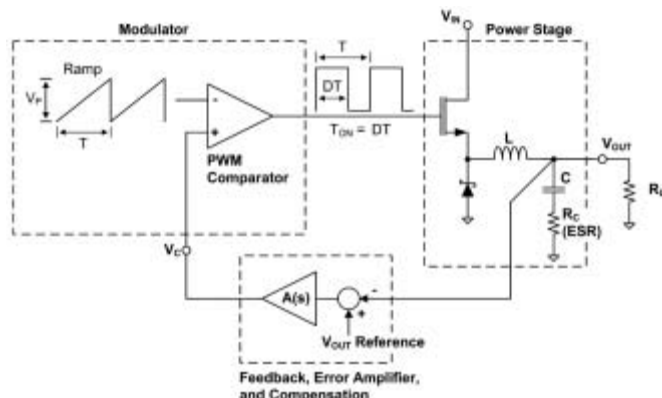 Modulator
Ramp
VP
T
-
+
PWM
Comparator
T
DT
TON = DT
VIN
Power Stage
L
VOUT
C
RC
(ESR)
VC
A(s)
-
+
VOUT Reference
Feedback, Error Amplifier,
and Compensation